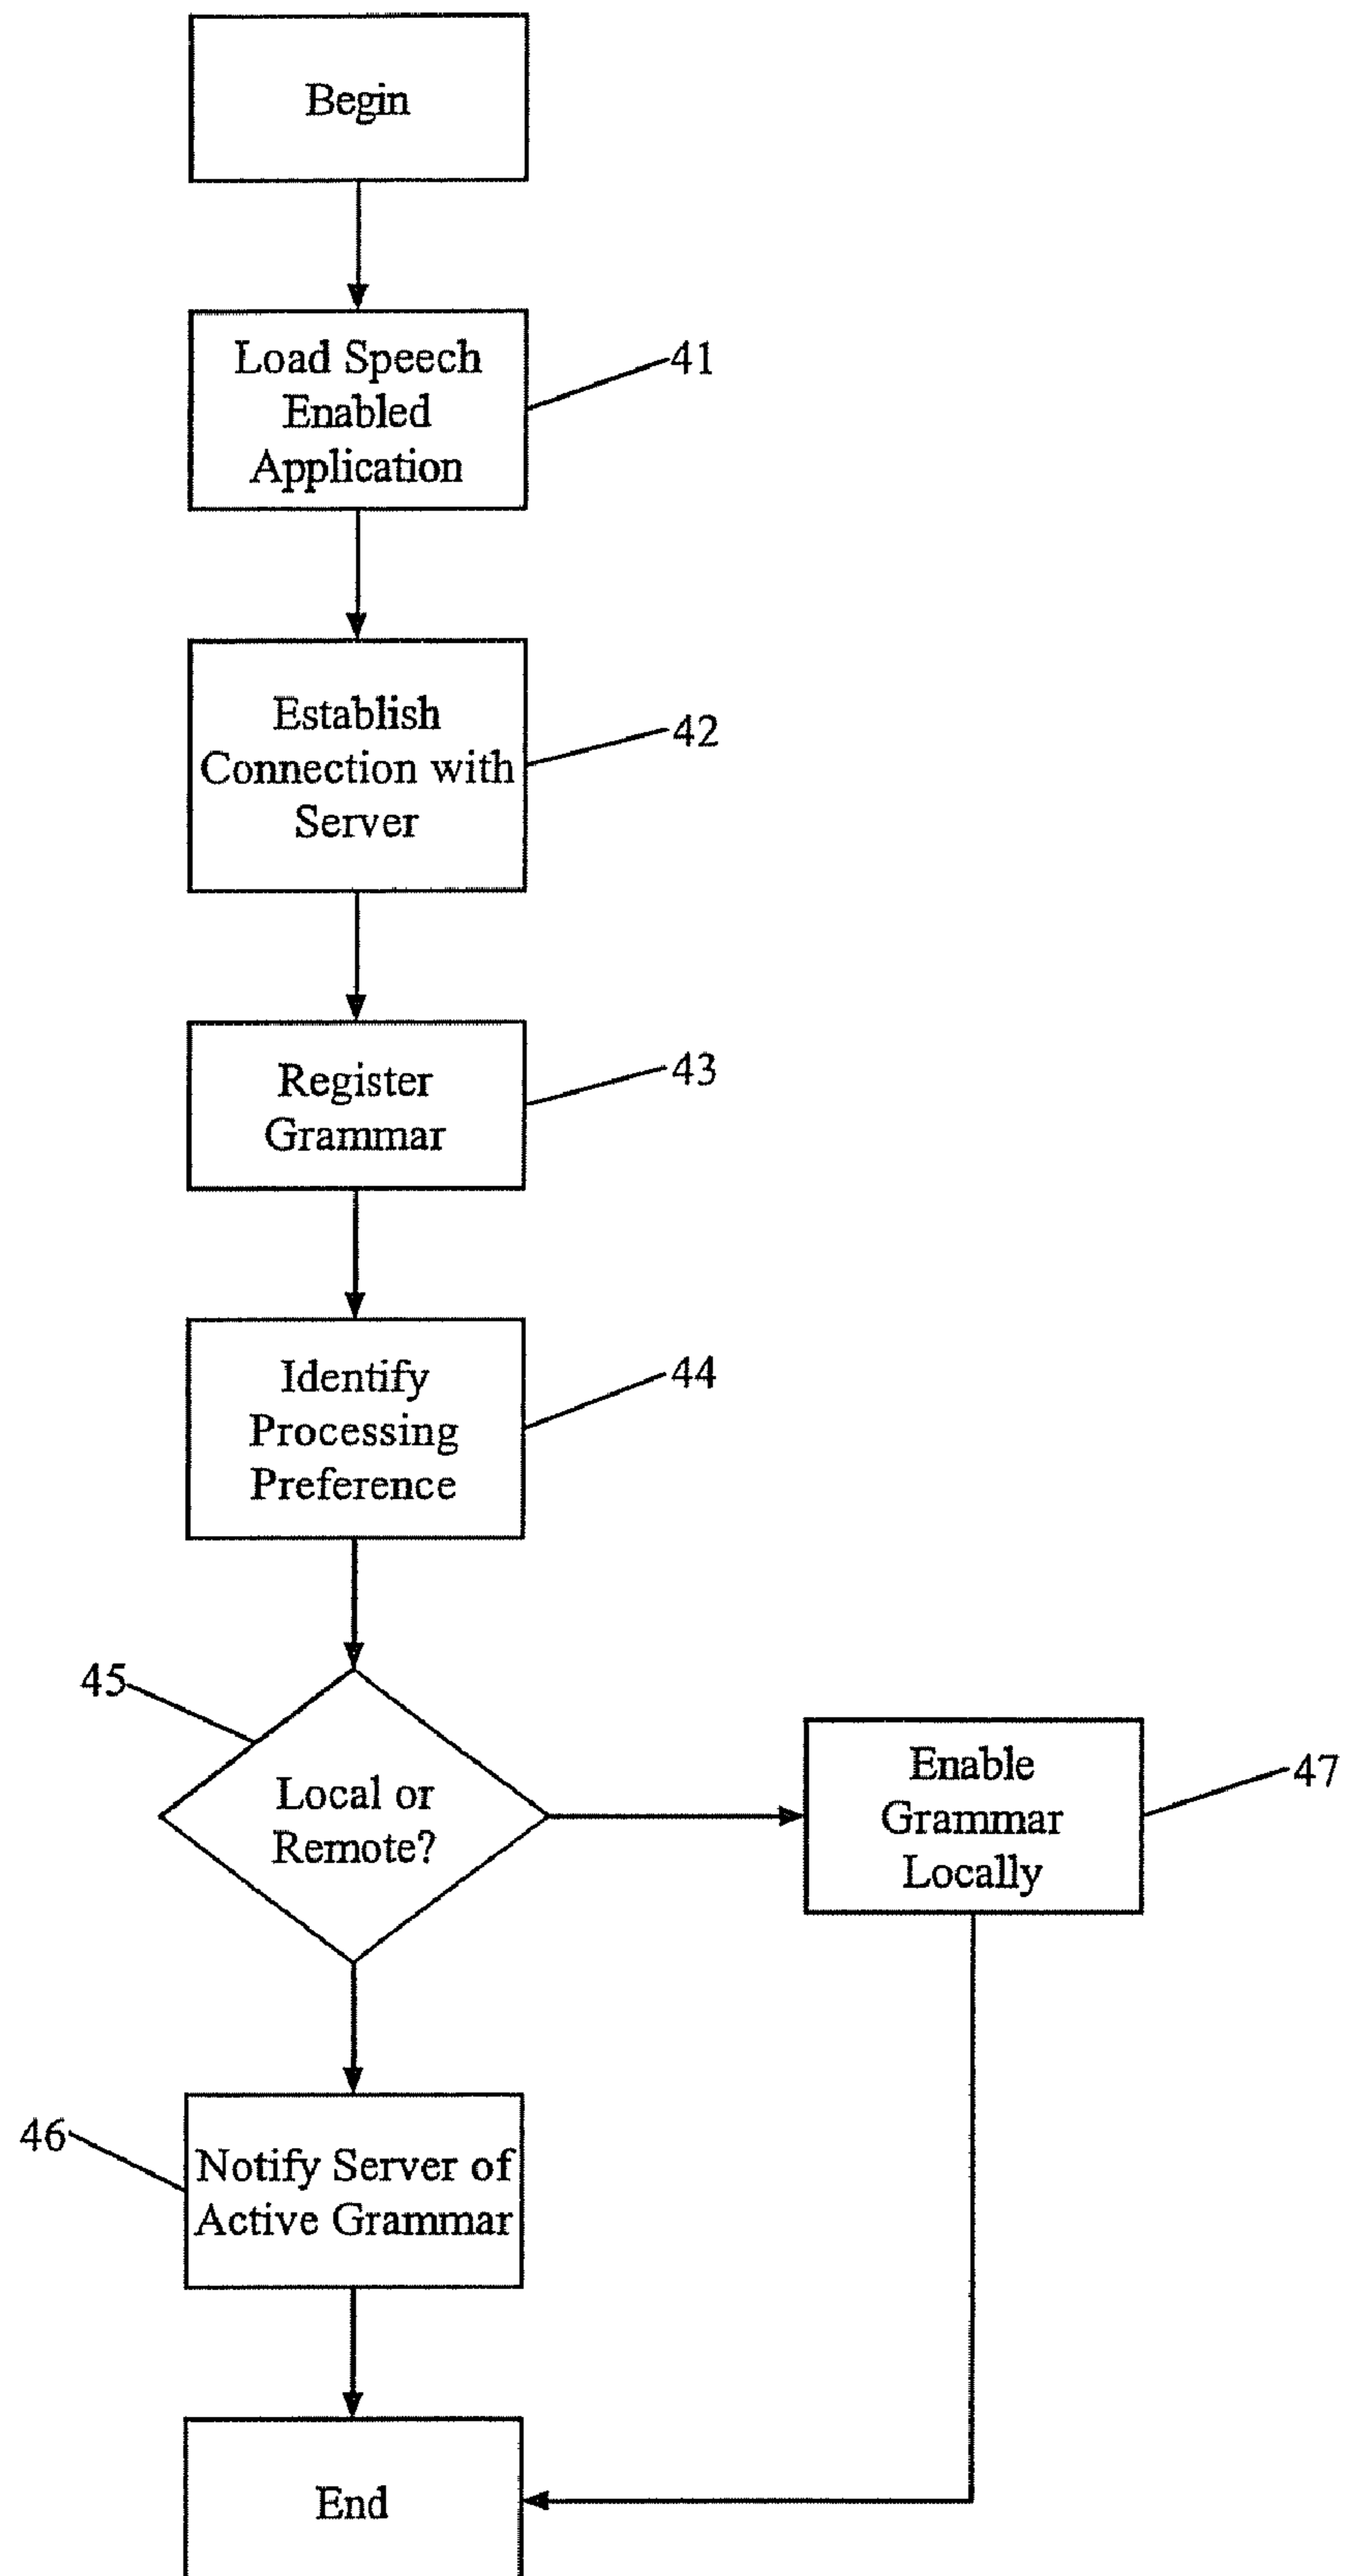 Begin
Load Speech
Enabled
Application
41
Establish
Connection with
Server
42
Register
Grammar
43
Identify
Processing
Preference
44
45
Local or
Remote?
Enable
Grammar
Locally
47
46
Notify Server of
Active Grammar
End